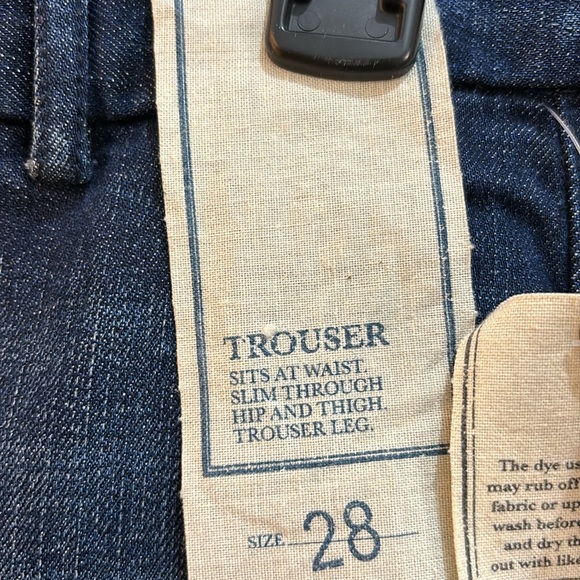 TROUSER
SITS AT WAIST.
SLIM THROUGH
HIP AND THIGH.
TROUSER LEG.
SIZE 28
The dye us
may rub off
fabric or up
wash before
and dry th
out with like